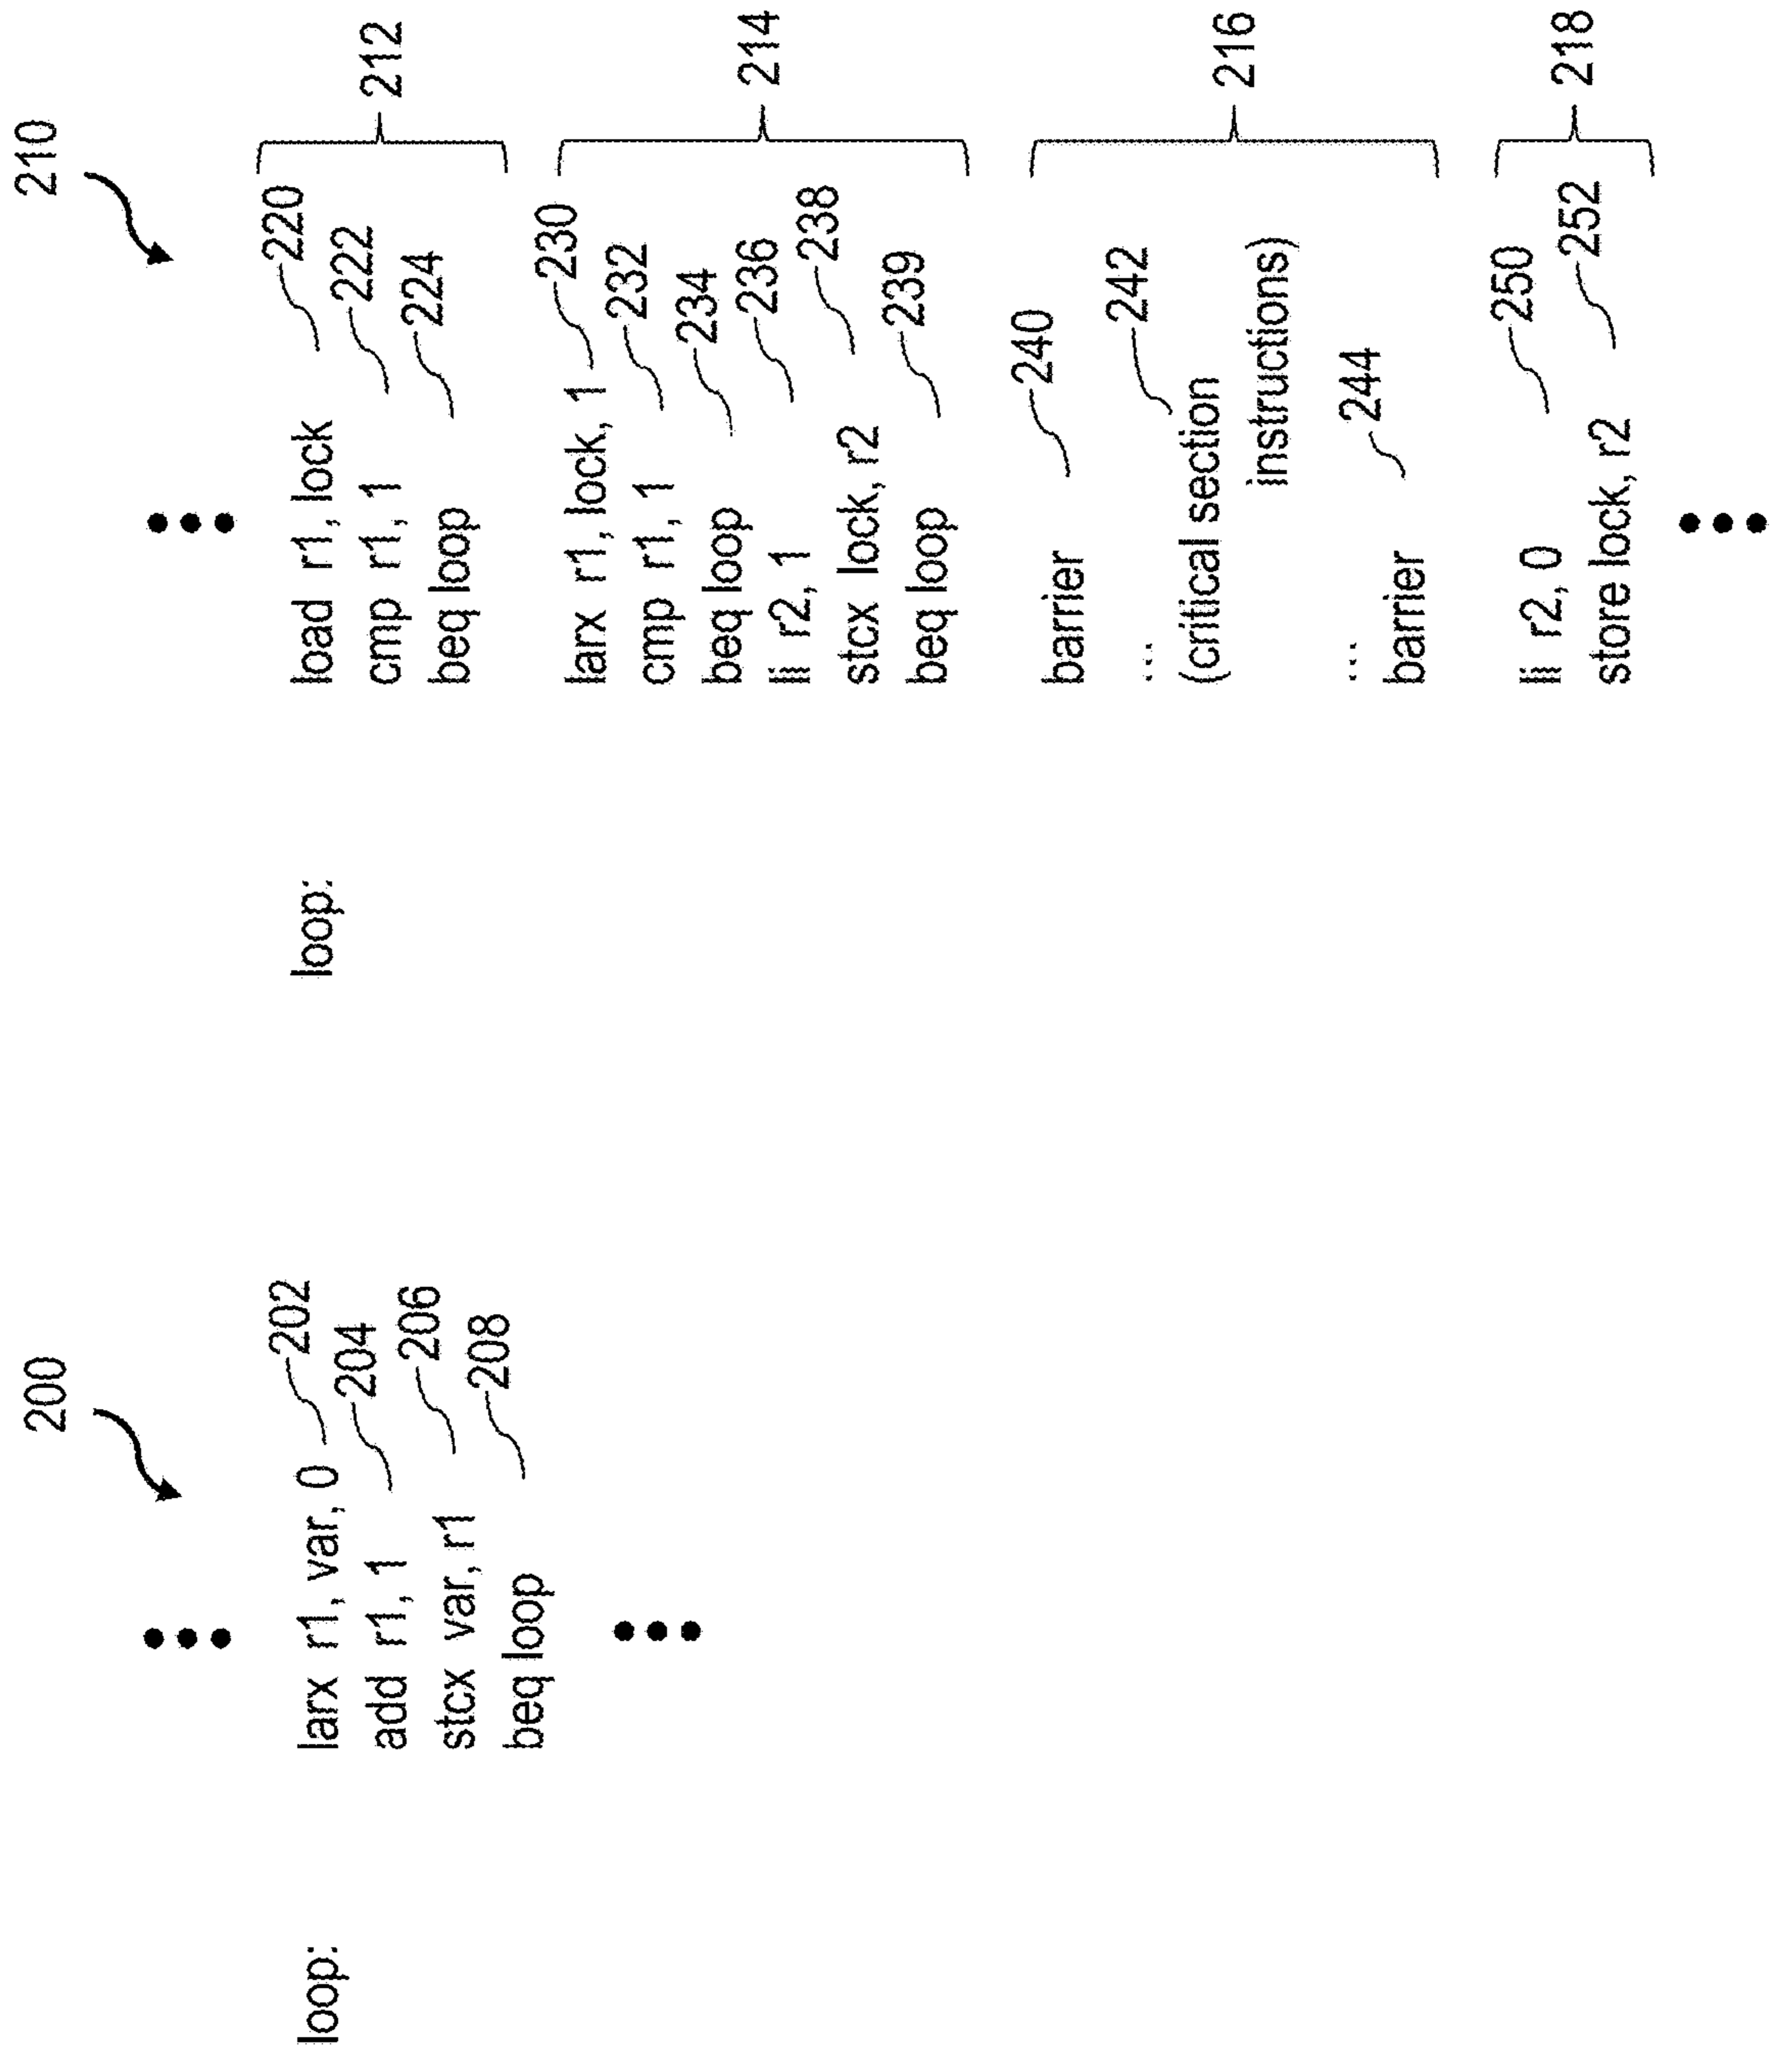 200
loop: larx r1, var, 0 202
add r1, 1 204
stcx var, r1 206
beq loop 208
210
loop: load r1, lock 220
cmp r1, 1 222
beq loop 224
212
larx r1, lock, 1 230
cmp r1, 1 232
beq loop 234
li r2, 1 236
stcx lock, r2 238
beq loop 239
214
barrier 240
...
(critical section 242
instructions)
...
barrier 244
216
li r2, 0 250
store lock, r2 252
218